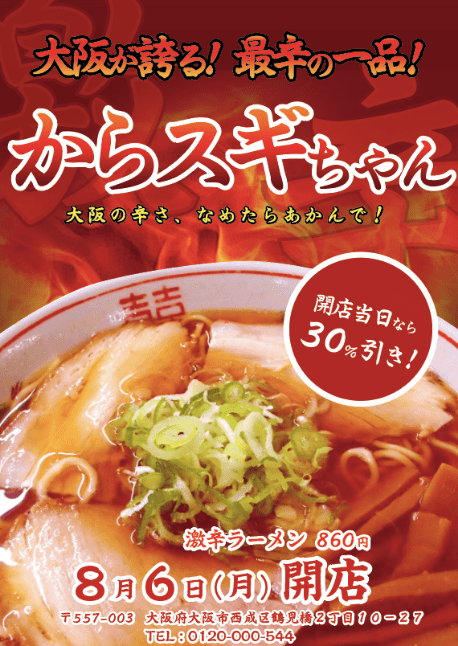 大阪が誇る！最辛の一品！
からスギちゃん
大阪の辛さ、なめたらあかんで！
開店当日なら
30%引き！
激辛ラーメン 860円
8月6日(月) 開店
〒557-003 大阪府大阪市西成区鶴見橋２丁目１０－２７
TEL：0120-000-544